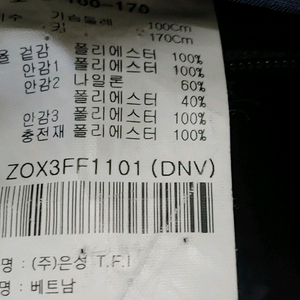 100-170
가슴둘레 100Cm
키 170Cm
겉감 폴리에스터 100%
안감1 폴리에스터 100%
안감2 나일론 60%
폴리에스터 40%
안감3 폴리에스터 100%
충전재 폴리에스터 100%
ZOX3FF1101 (DNV)
명 : (주)은성 T.F.I
명 : 베트남